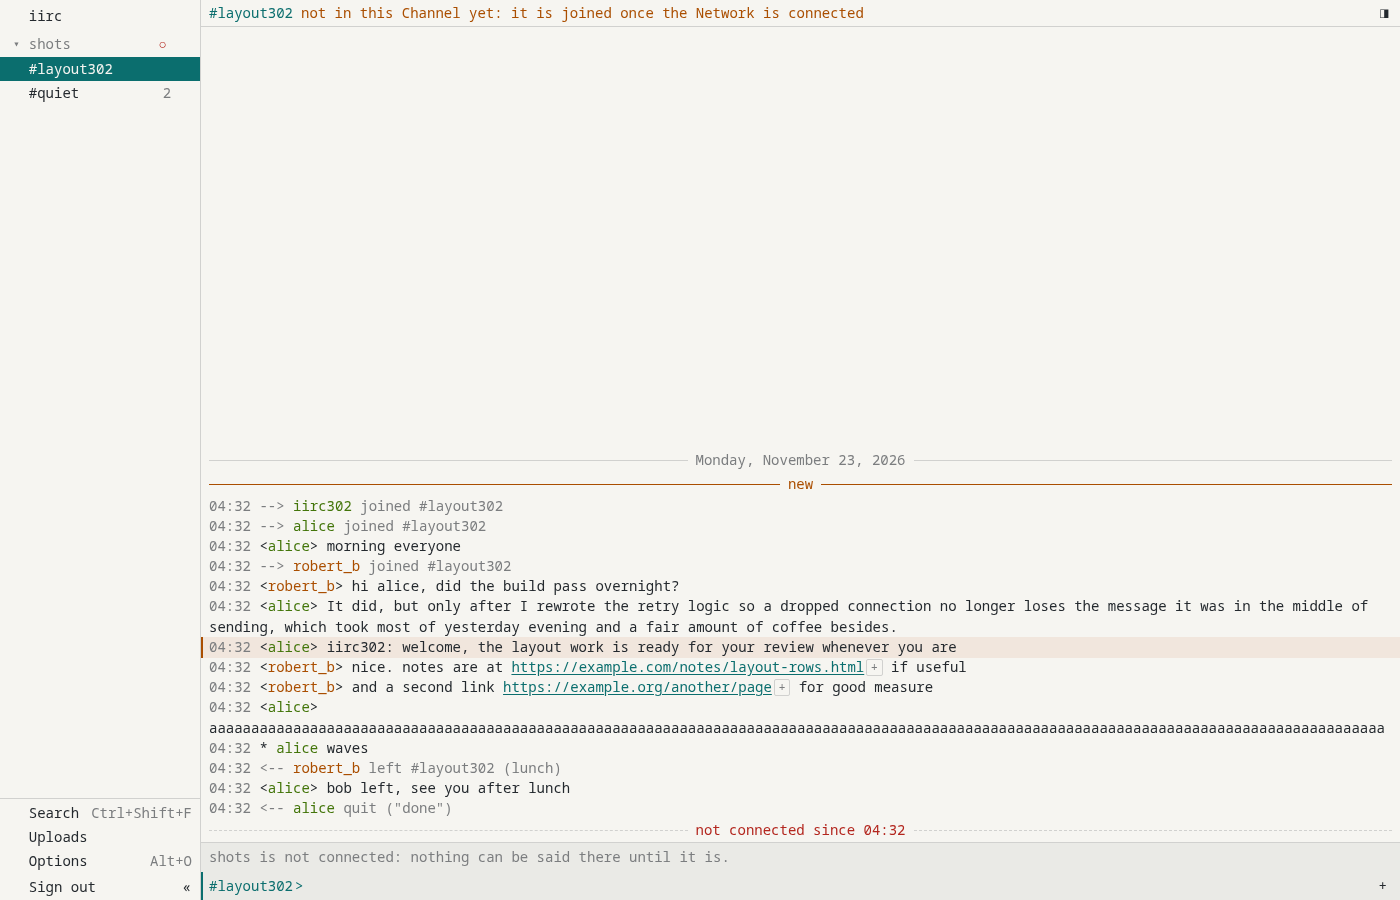 iirc
▾ shots ○
#layout302
#quiet 2
Search Ctrl+Shift+F
Uploads
Options Alt+O
Sign out «
#layout302 not in this Channel yet: it is joined once the Network is connected
Monday, November 23, 2026
new
04:32 --> iirc302 joined #layout302
04:32 --> alice joined #layout302
04:32 <alice> morning everyone
04:32 --> robert_b joined #layout302
04:32 <robert_b> hi alice, did the build pass overnight?
04:32 <alice> It did, but only after I rewrote the retry logic so a dropped connection no longer loses the message it was in the middle of
sending, which took most of yesterday evening and a fair amount of coffee besides.
04:32 <alice> iirc302: welcome, the layout work is ready for your review whenever you are
04:32 <robert_b> nice. notes are at https://example.com/notes/layout-rows.html + if useful
04:32 <robert_b> and a second link https://example.org/another/page + for good measure
04:32 <alice>
aaaaaaaaaaaaaaaaaaaaaaaaaaaaaaaaaaaaaaaaaaaaaaaaaaaaaaaaaaaaaaaaaaaaaaaaaaaaaaaaaaaaaaaaaaaaaaaaaaaaaaaaaaaaaaaaaaaaaaaaaaaaaaaaaaaaaaaaaaaa
04:32 * alice waves
04:32 <-- robert_b left #layout302 (lunch)
04:32 <alice> bob left, see you after lunch
04:32 <-- alice quit ("done")
not connected since 04:32
shots is not connected: nothing can be said there until it is.
#layout302> +